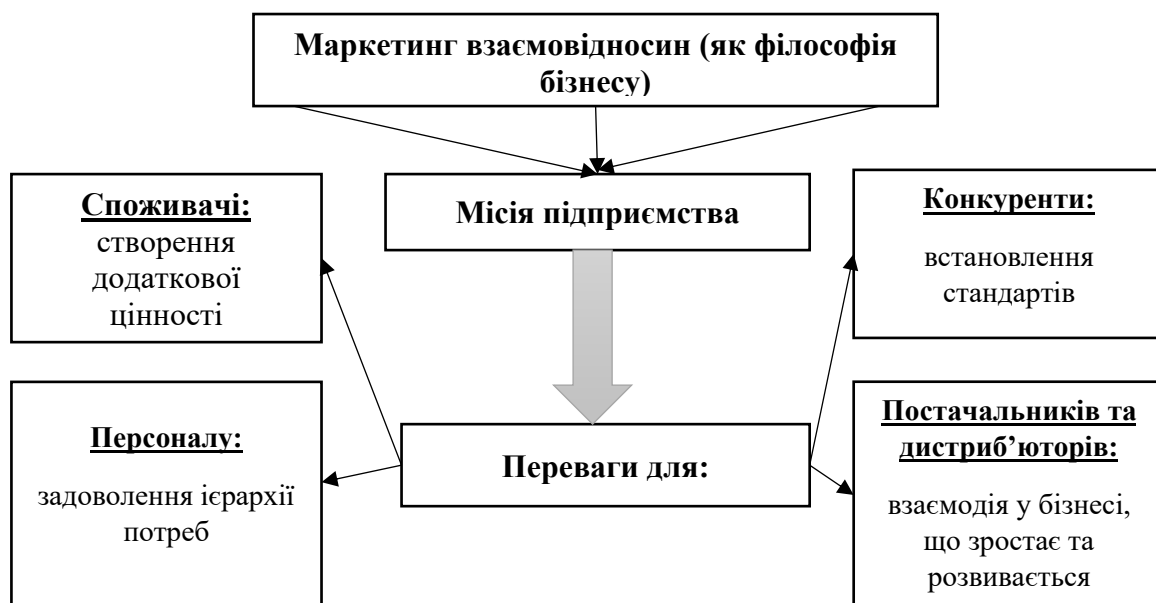 Маркетинг взаємовідносин (як філософія
бізнесу)
Місія підприємства
Споживачі:
створення
додаткової
цінності
Конкуренти:
встановлення
стандартів
Персоналу:
задоволення ієрархії
потреб
Переваги для:
Постачальників та
дистриб’юторів:
взаємодія у бізнесі,
що зростає та
розвивається